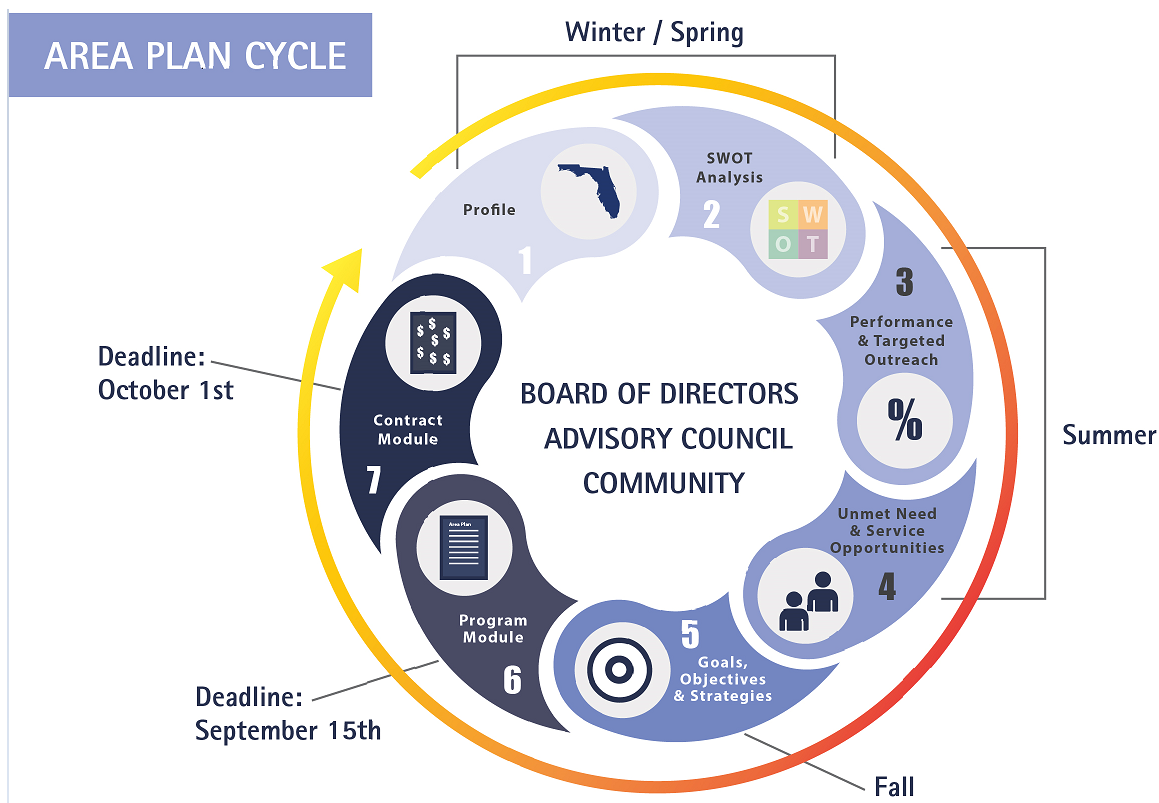 AREA PLAN CYCLE
Winter / Spring
Profile
1
SWOT
Analysis
2
S W
O T
3
Performance
& Targeted
Outreach
%
Summer
Unmet Need
& Service
Opportunities
4
5
Goals,
Objectives
& Strategies
Fall
Area Plan
Program
Module
6
Deadline:
September 15th
$ $ $ $ $ $ $ $
Contract
Module
7
Deadline:
October 1st
BOARD OF DIRECTORS
ADVISORY COUNCIL
COMMUNITY